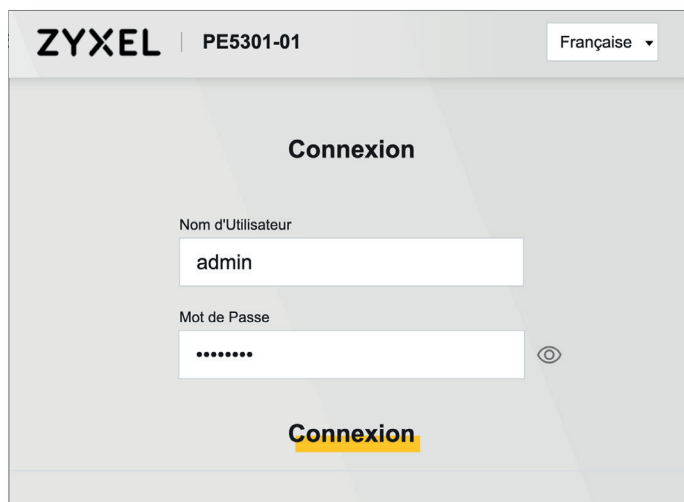 ZYXEL PE5301-01 Française
Connexion
Nom d'Utilisateur
admin
Mot de Passe
••••••••
Connexion